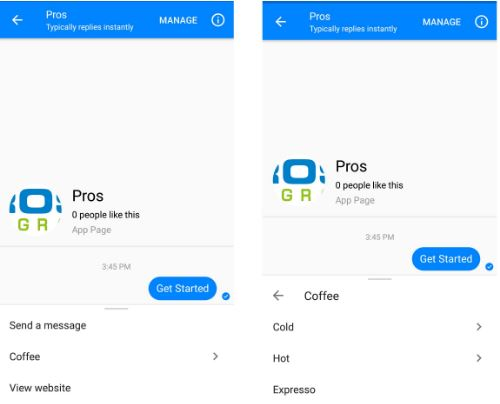 Pros
Typically replies instantly
MANAGE
GR
Pros
0 people like this
App Page
3:45 PM
Get Started
Send a message
Coffee
View website
Pros
Typically replies instantly
MANAGE
GR
Pros
0 people like this
App Page
3:45 PM
Get Started
Coffee
Cold
Hot
Expresso